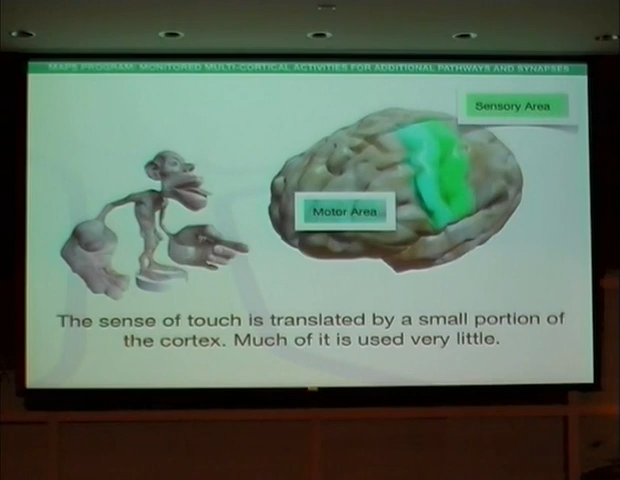 MAPS PROGRAM: MONITORED MULTI-CORTICAL ACTIVITIES FOR ADDITIONAL PATHWAYS AND SYNAPSES
Sensory Area
Motor Area
The sense of touch is translated by a small portion of
the cortex. Much of it is used very little.